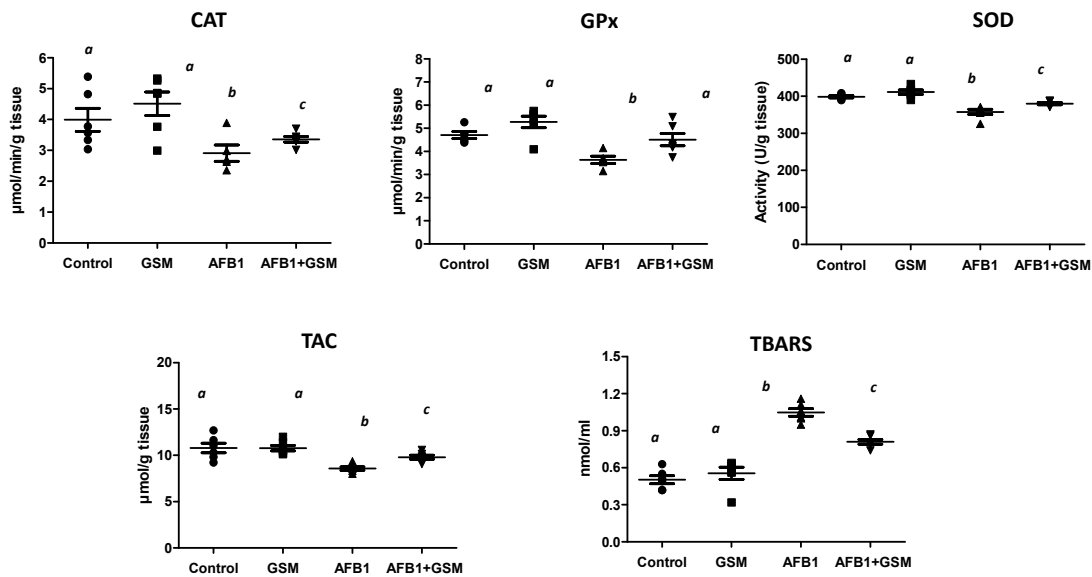 CAT
a
a
b
c
6
5
4
3
2
1
0
µmol/min/g tissue
Control GSM AFB1 AFB1+GSM
GPx
a
a
b
a
8
7
6
5
4
3
2
1
0
µmol/min/g tissue
Control GSM AFB1 AFB1+GSM
SOD
a
a
b
c
500
400
300
200
100
0
Activity (U/g tissue)
Control GSM AFB1 AFB1+GSM
TAC
a
a
b
c
20
15
10
5
0
µmol/g tissue
Control GSM AFB1 AFB1+GSM
TBARS
a
a
b
c
1.5
1.2
0.9
0.6
0.3
0.0
nmol/ml
Control GSM AFB1 AFB1+GSM